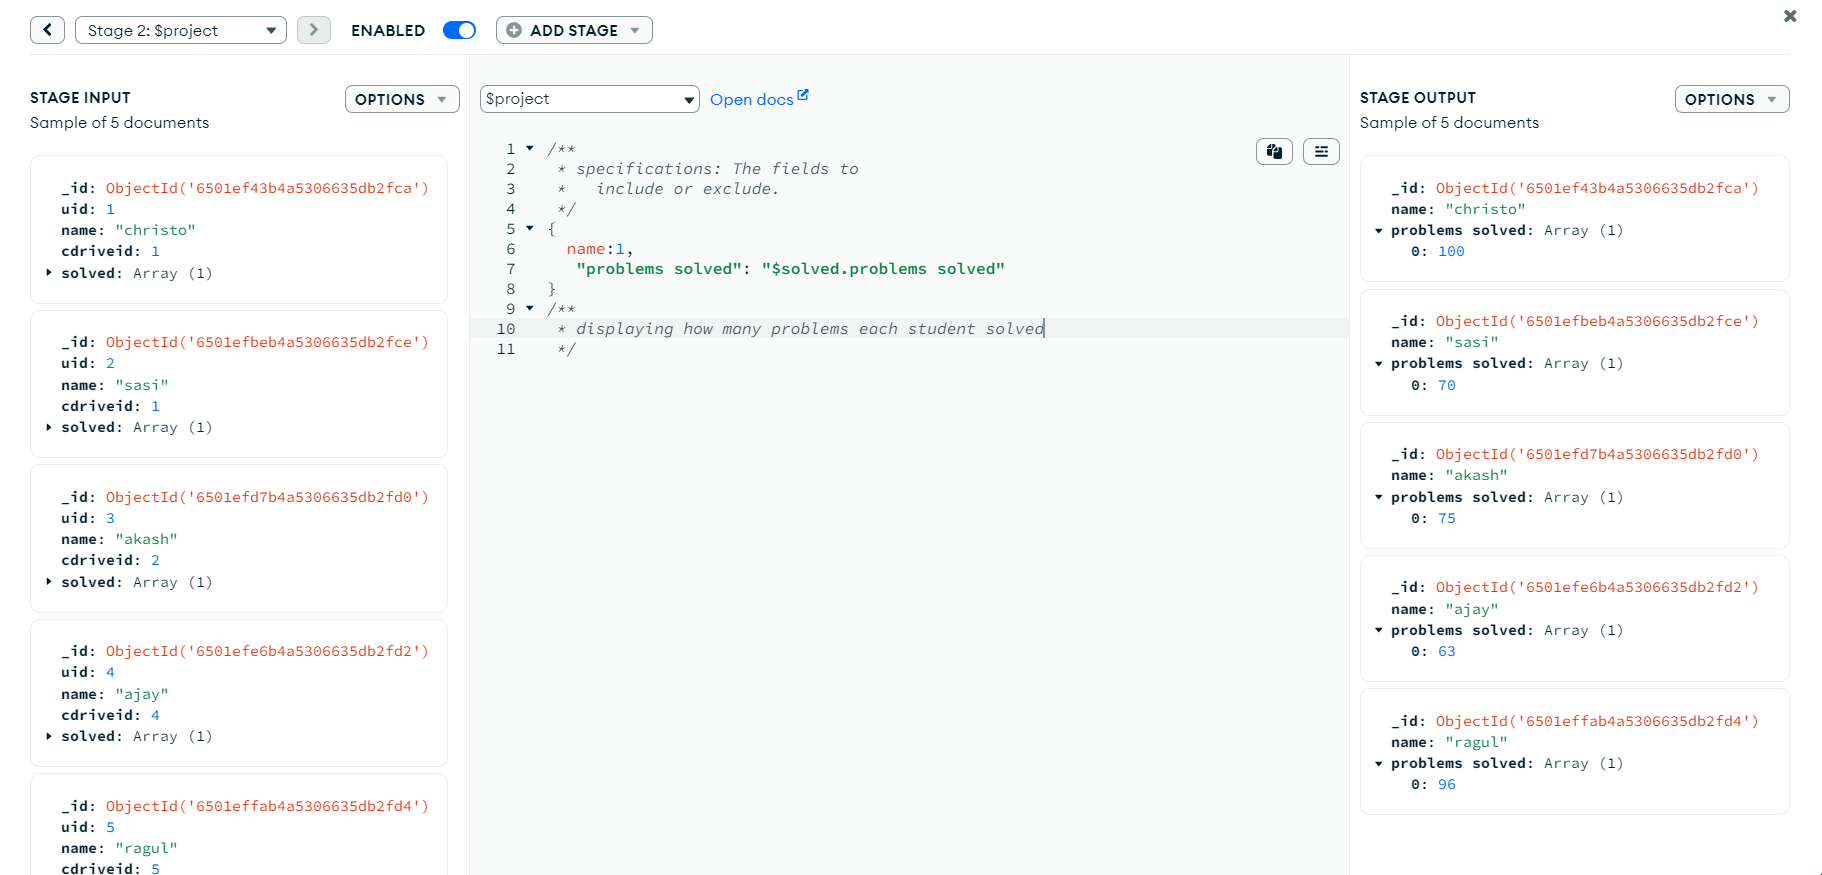 Stage 2: $project
ENABLED
ADD STAGE
STAGE INPUT
OPTIONS
Sample of 5 documents
_id: ObjectId('6501ef43b4a5306635db2fca')
uid: 1
name: "christo"
cdriveid: 1
solved: Array (1)
_id: ObjectId('6501efbeb4a5306635db2fce')
uid: 2
name: "sasi"
cdriveid: 1
solved: Array (1)
_id: ObjectId('6501efd7b4a5306635db2fd0')
uid: 3
name: "akash"
cdriveid: 2
solved: Array (1)
_id: ObjectId('6501efe6b4a5306635db2fd2')
uid: 4
name: "ajay"
cdriveid: 4
solved: Array (1)
_id: ObjectId('6501effab4a5306635db2fd4')
uid: 5
name: "ragul"
cdriveid: 5
$project
Open docs
1 /**
2 * specifications: The fields to
3 * include or exclude.
4 */
5 {
6 name:1,
7 "problems solved": "$solved.problems solved"
8 }
9 /**
10 * displaying how many problems each student solved
11 */
STAGE OUTPUT
OPTIONS
Sample of 5 documents
_id: ObjectId('6501ef43b4a5306635db2fca')
name: "christo"
problems solved: Array (1)
0: 100
_id: ObjectId('6501efbeb4a5306635db2fce')
name: "sasi"
problems solved: Array (1)
0: 70
_id: ObjectId('6501efd7b4a5306635db2fd0')
name: "akash"
problems solved: Array (1)
0: 75
_id: ObjectId('6501efe6b4a5306635db2fd2')
name: "ajay"
problems solved: Array (1)
0: 63
_id: ObjectId('6501effab4a5306635db2fd4')
name: "ragul"
problems solved: Array (1)
0: 96